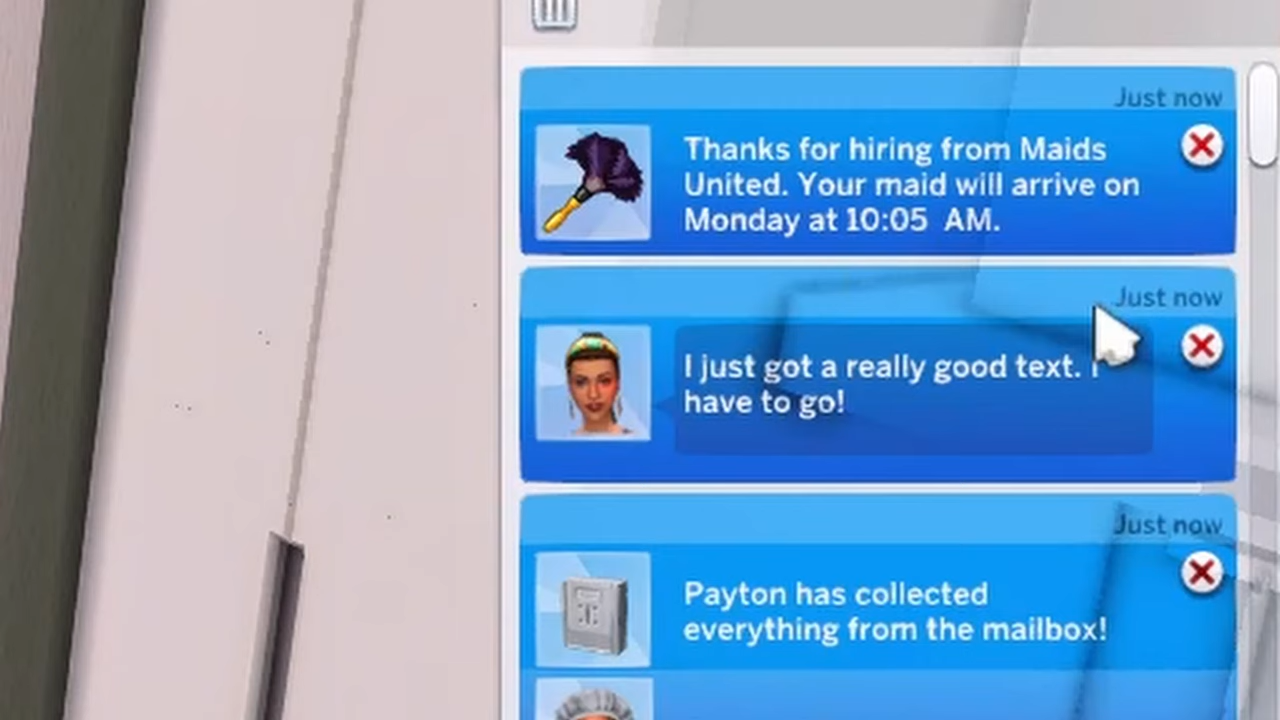 Just now
Thanks for hiring from Maids
United. Your maid will arrive on
Monday at 10:05  AM.
Just now
I just got a really good text. I
have to go!
Just now
Payton has collected
everything from the mailbox!